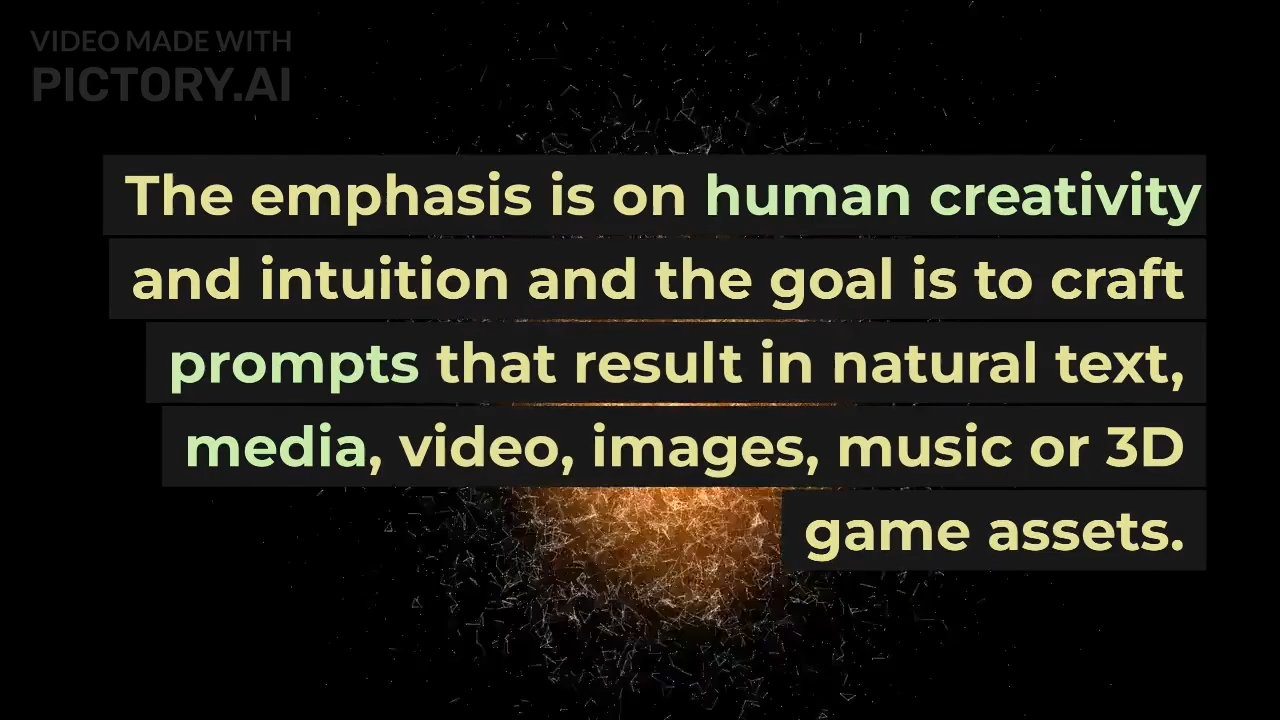 VIDEO MADE WITH
PICTORY.AI
The emphasis is on human creativity
and intuition and the goal is to craft
prompts that result in natural text,
media, video, images, music or 3D
game assets.